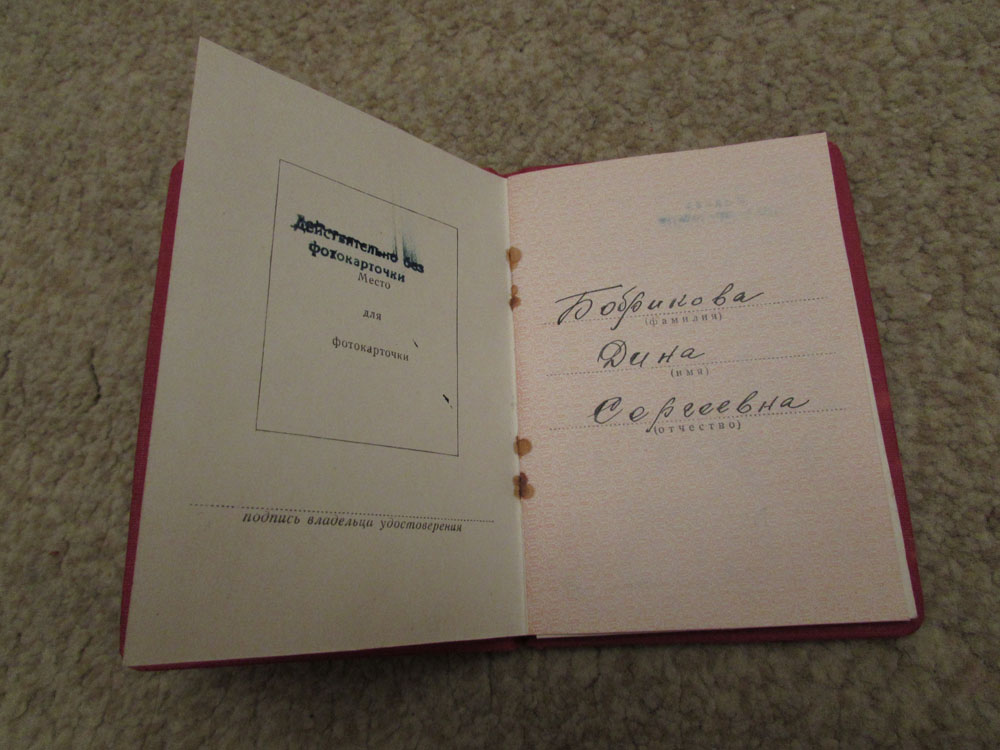 Действительно без
фотокарточки
Место
для
фотокарточки
подпись владельца удостоверения
Бобрикова
(фамилия)
Дина
(имя)
Сергеевна
(отчество)